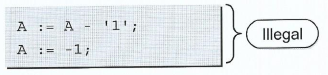 A := A - '1';
A := -1;
Illegal